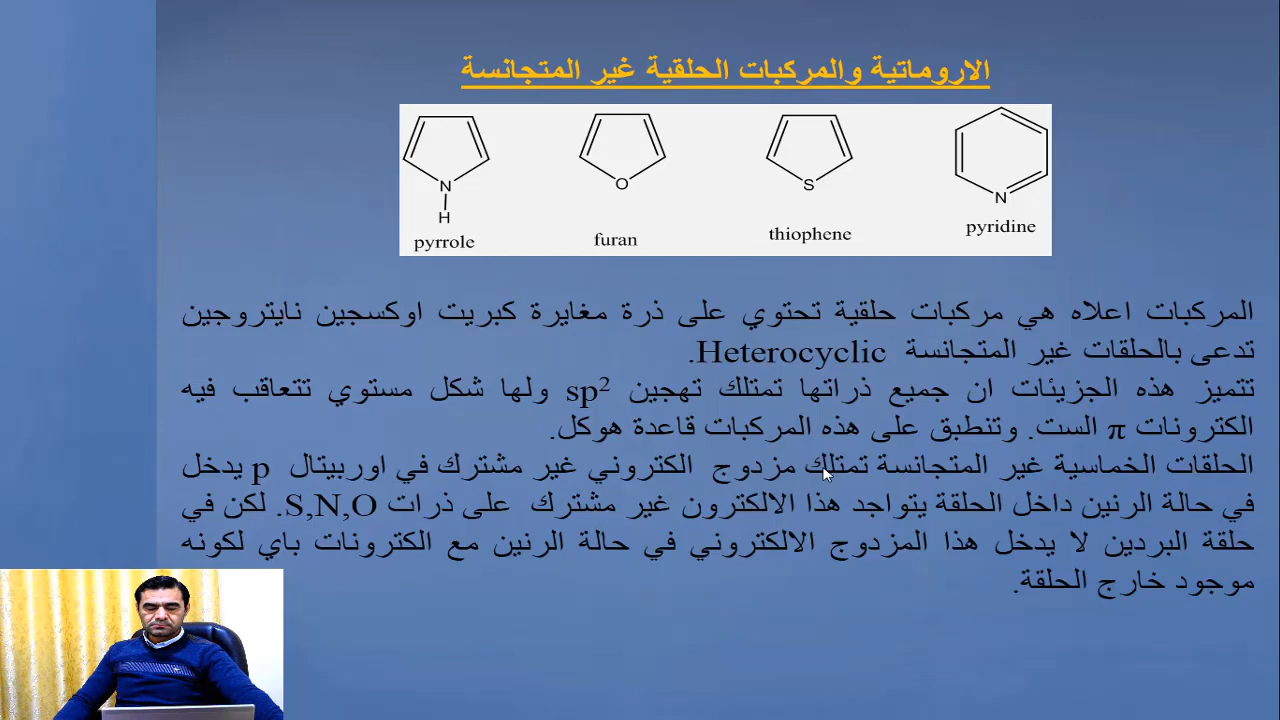 الاروماتية والمركبات الحلقية غير المتجانسة
N
H
pyrrole
O
furan
S
thiophene
N
pyridine
المركبات اعلاه هي مركبات حلقية تحتوي على ذرة مغايرة كبريت اوكسجين نايتروجين
تدعى بالحلقات غير المتجانسة Heterocyclic.
تتميز هذه الجزيئات ان جميع ذراتها تمتلك تهجين sp² ولها شكل مستوي تتعاقب فيه
الكترونات π الست. وتنطبق على هذه المركبات قاعدة هوكل.
الحلقات الخماسية غير المتجانسة تمتلك مزدوج الكتروني غير مشترك في اوربيتال p يدخل
في حالة الرنين داخل الحلقة يتواجد هذا الالكترون غير مشترك على ذرات S,N,O. لكن في
حلقة البردين لا يدخل هذا المزدوج الالكتروني في حالة الرنين مع الكترونات باي لكونه
موجود خارج الحلقة.